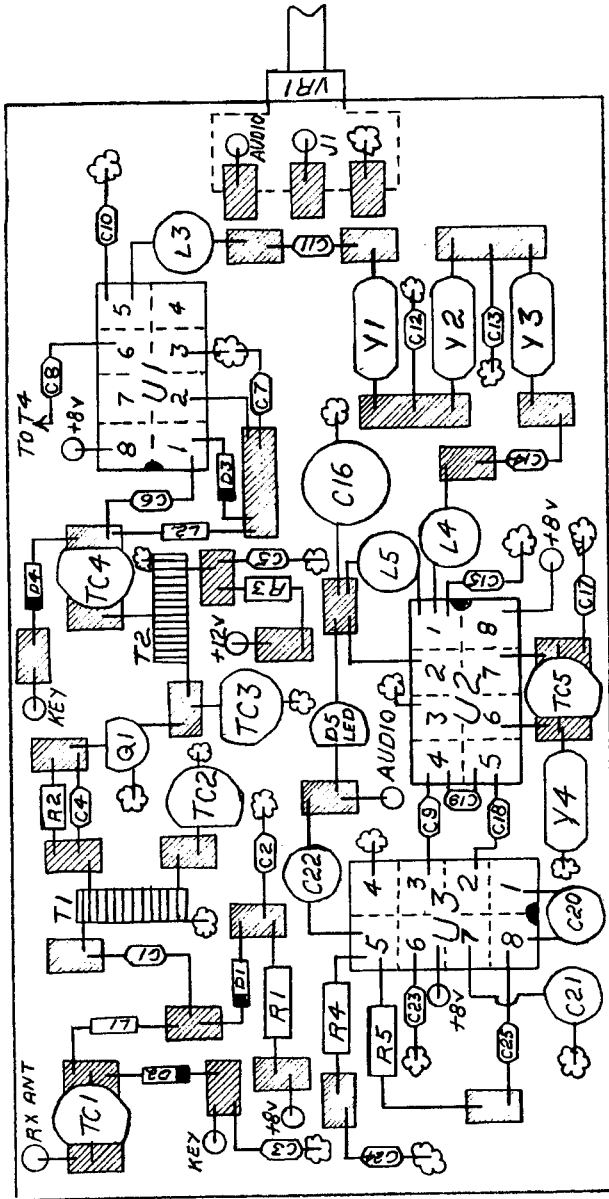 VR1
AUDIO
J1
C10
L3
C11
5
4
6
3
7
2
8
1
U1
C8
TO T4
+8V
C7
D3
C6
L2
TC4
D4
KEY
T2
C5
R3
+12V
Y1
C12
Y2
C13
Y3
C14
C16
L5
L4
C15
+8V
C17
1
8
2
7
3
6
4
5
U2
TC5
Y4
C9
C19
C18
D5
LED
AUDIO
TC3
Q1
TC2
R2
C4
T1
C2
C22
4
5
3
6
2
7
1
8
U3
C20
C21
C23
+8V
C25
R4
R5
C24
C1
D1
R1
+8V
L1
D2
TC1
RX ANT
KEY
C3